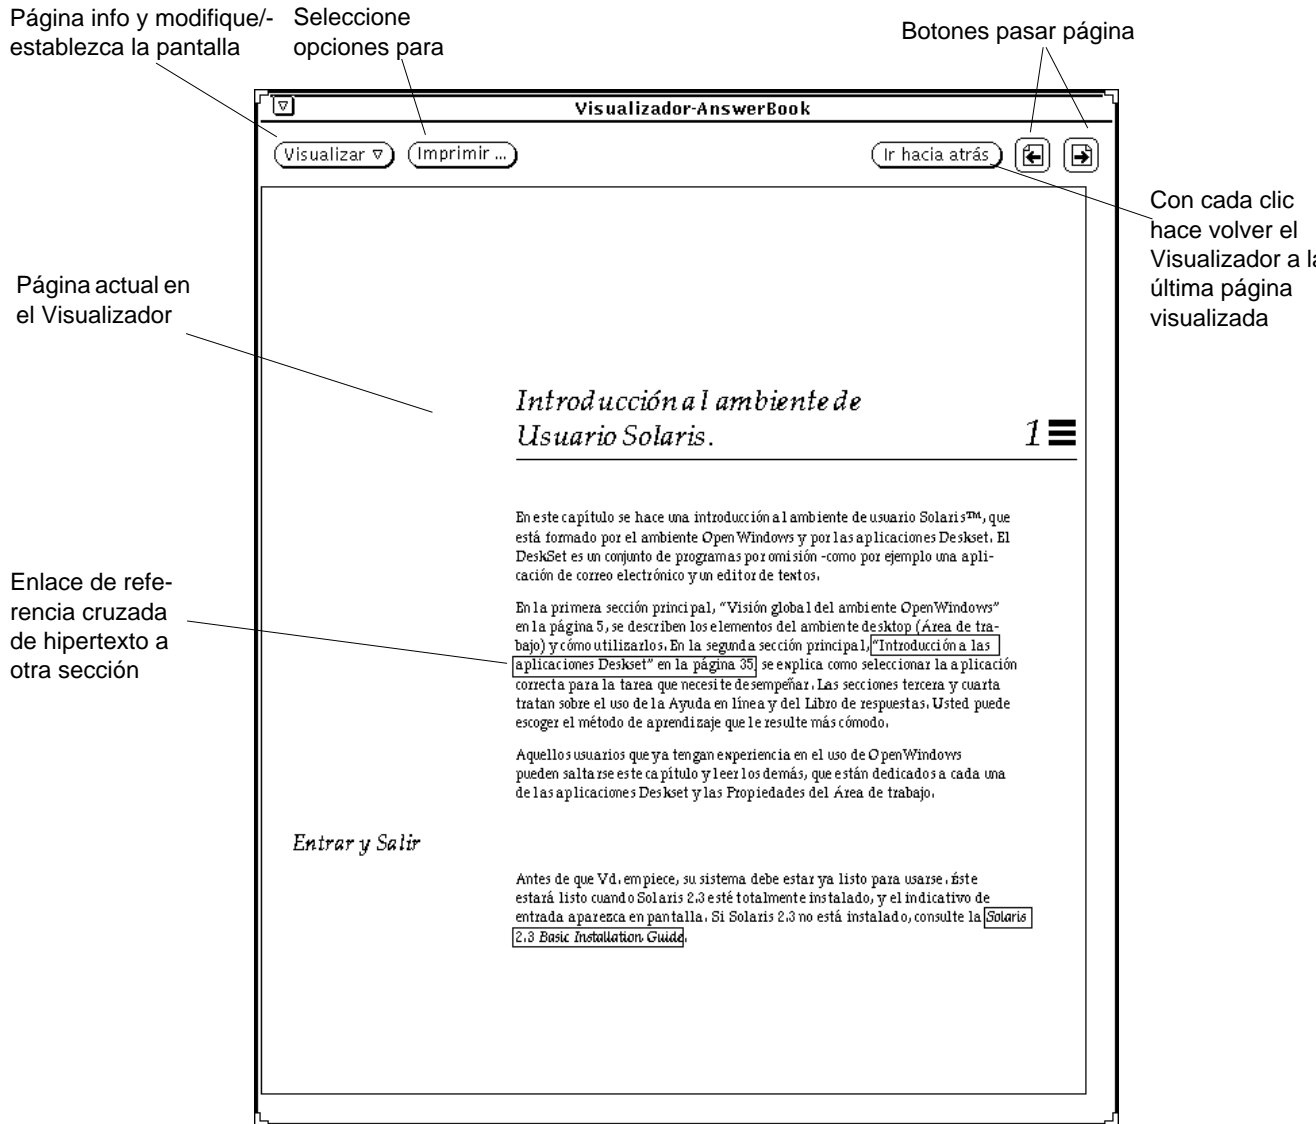 Página info y modifique/-
establezca la pantalla
Seleccione
opciones para
Botones pasar página
Visualizador-AnswerBook
Visualizar
Imprimir ...
Ir hacia atrás
Con cada clic
hace volver el
Visualizador a la
última página
visualizada
Página actual en
el Visualizador
Introducción al ambiente de
Usuario Solaris.
1
En este capítulo se hace una introducción al ambiente de usuario Solaris™, que
está formado por el ambiente OpenWindows y por las aplicaciones Deskset. El
DeskSet es un conjunto de programas por omisión -como por ejemplo una apli-
cación de correo electrónico y un editor de textos.
Enlace de refe-
rencia cruzada
de hipertexto a
otra sección
En la primera sección principal, “Visión global del ambiente OpenWindows”
en la página 5, se describen los elementos del ambiente desktop (Área de tra-
bajo) y cómo utilizarlos. En la segunda sección principal, “Introducción a las
aplicaciones Deskset” en la página 35 se explica como seleccionar la aplicación
correcta para la tarea que necesite desempeñar. Las secciones tercera y cuarta
tratan sobre el uso de la Ayuda en línea y del Libro de respuestas. Usted puede
escoger el método de aprendizaje que le resulte más cómodo.
Aquellos usuarios que ya tengan experiencia en el uso de OpenWindows
pueden saltarse este capítulo y leer los demás, que están dedicados a cada una
de las aplicaciones Deskset y las Propiedades del Área de trabajo.
Entrar y Salir
Antes de que Vd. empiece, su sistema debe estar ya listo para usarse. Éste
estará listo cuando Solaris 2.3 esté totalmente instalado, y el indicativo de
entrada aparezca en pantalla. Si Solaris 2.3 no está instalado, consulte la Solaris
2.3 Basic Installation Guide.